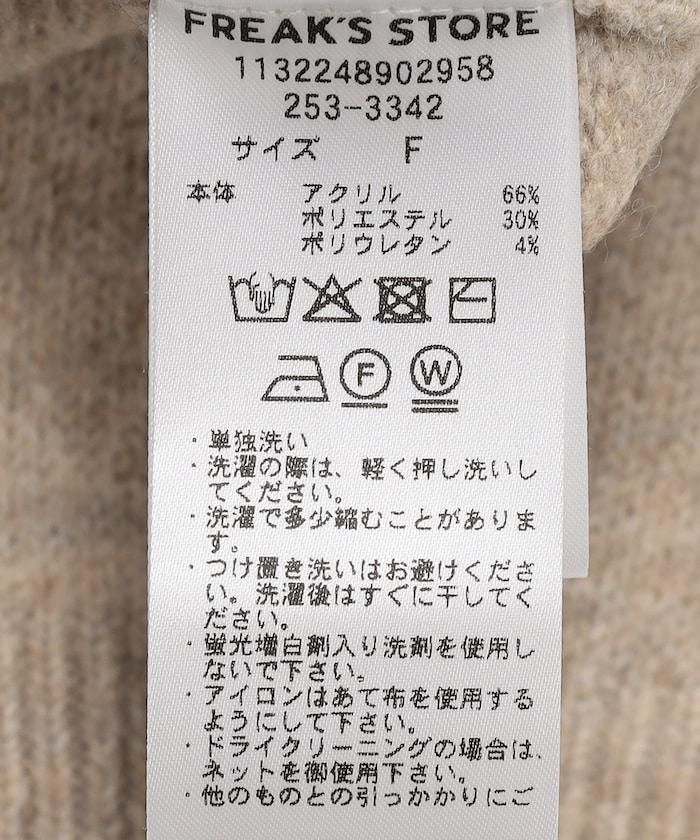 FREAK'S STORE
1132248902958
253-3342
サイズ F
本体 アクリル 66%
ポリエステル 30%
ポリウレタン 4%
F W
・単独洗い
・洗濯の際は、軽く押し洗いし
てください。
・洗濯で多少縮むことがありま
す。
・つけ置き洗いはお避けくださ
い。洗濯後はすぐに干してく
ださい。
・蛍光増白剤入り洗剤を使用し
ないで下さい。
・アイロンはあて布を使用する
ようにして下さい。
・ドライクリーニングの場合は、
ネットを御使用下さい。
・他のものとの引っかかりにご